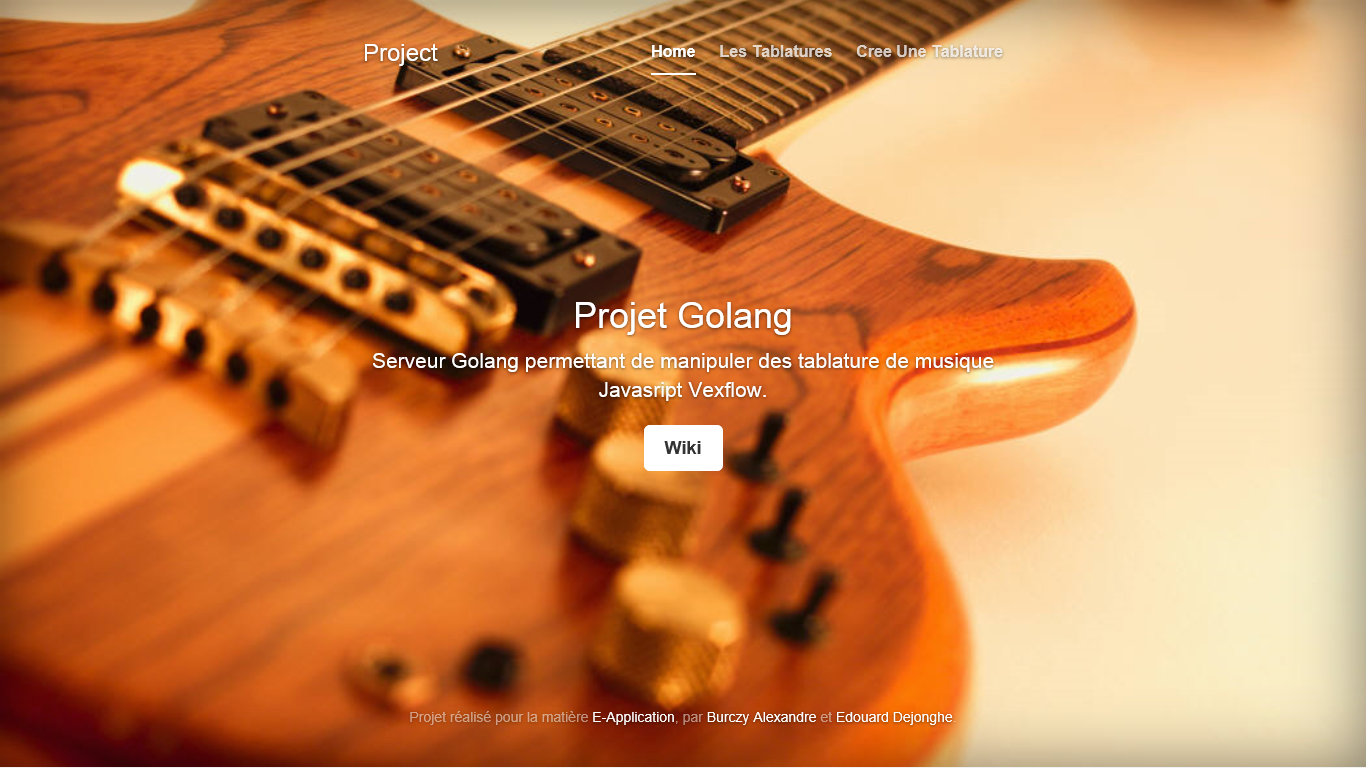 Project
Home Les Tablatures Cree Une Tablature
Projet Golang
Serveur Golang permettant de manipuler des tablature de musique
Javasript Vexflow.
Wiki
Projet réalisé pour la matière E-Application, par Burczy Alexandre et Edouard Dejonghe.